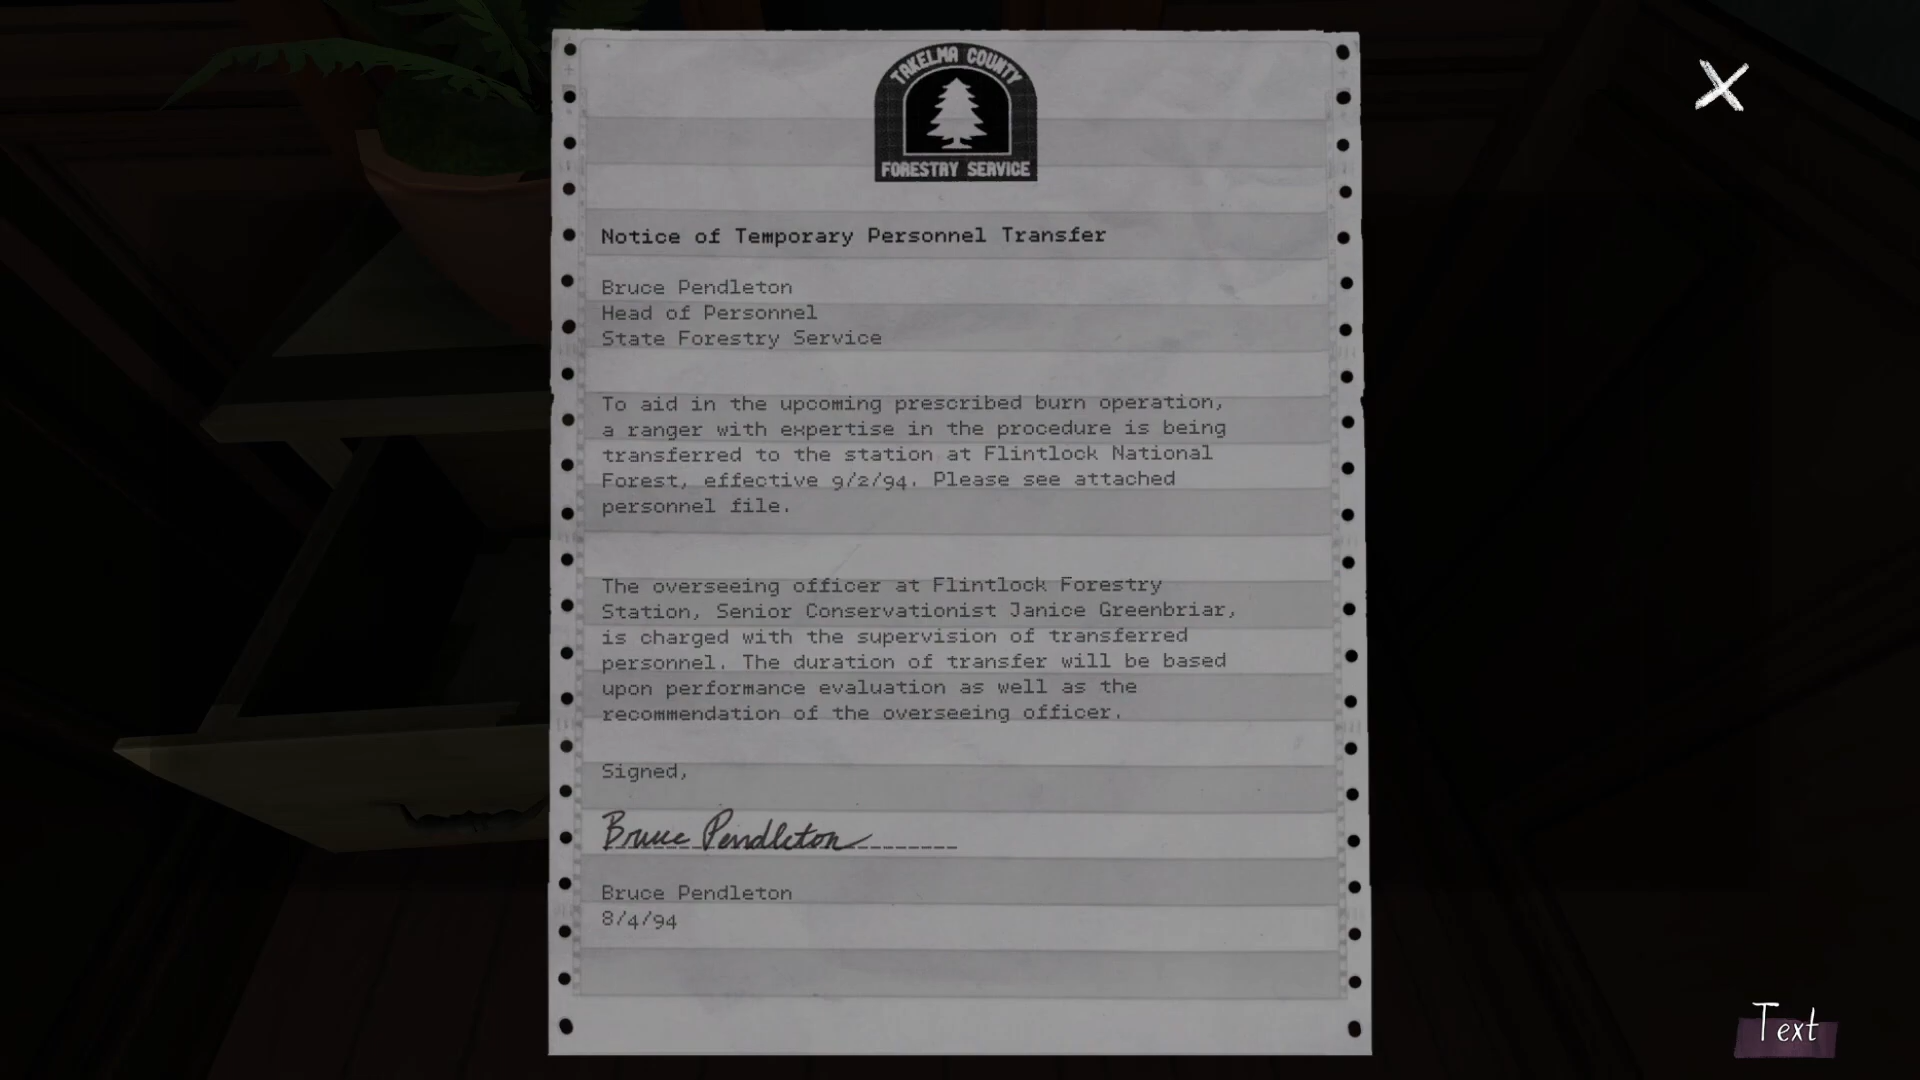 TAKELMA COUNTY
FORESTRY SERVICE
Notice of Temporary Personnel Transfer
Bruce Pendleton
Head of Personnel
State Forestry Service
To aid in the upcoming prescribed burn operation,
a ranger with expertise in the procedure is being
transferred to the station at Flintlock National
Forest, effective 9/2/94. Please see attached
personnel file.
The overseeing officer at Flintlock Forestry
Station, Senior Conservationist Janice Greenbriar,
is charged with the supervision of transferred
personnel. The duration of transfer will be based
upon performance evaluation as well as the
recommendation of the overseeing officer.
Signed,
Bruce Pendleton
Bruce Pendleton
8/4/94
Text